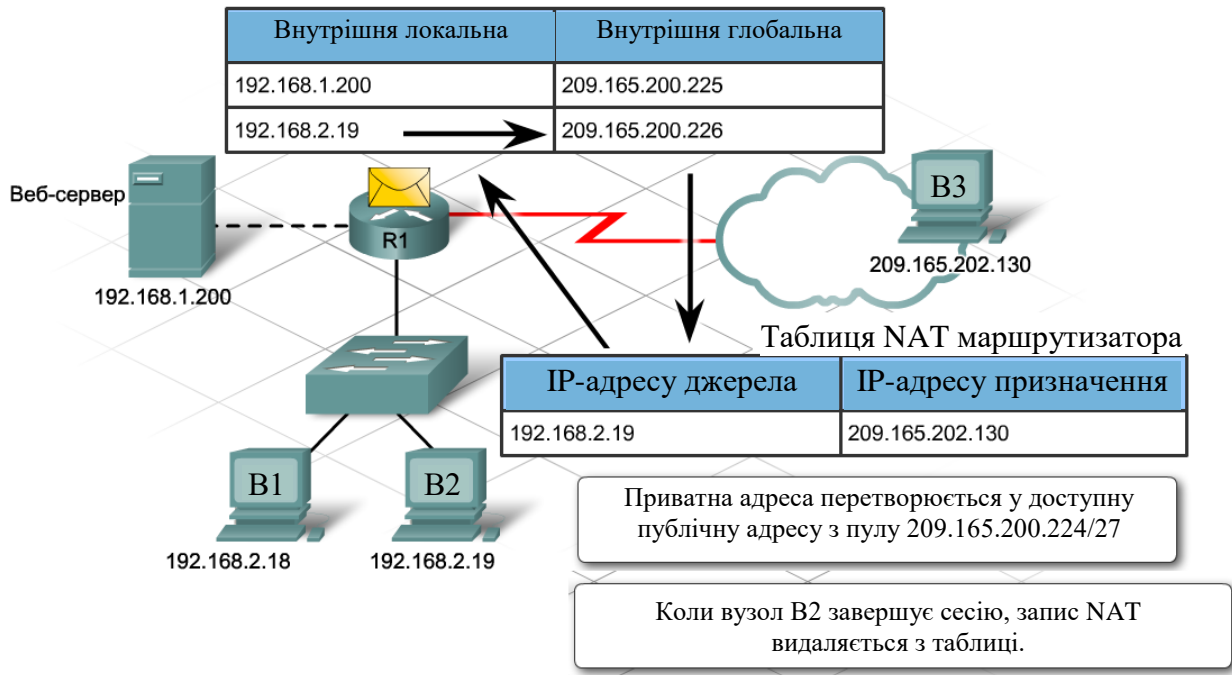 Внутрішня локальна Внутрішня глобальна
192.168.1.200 209.165.200.225
192.168.2.19 209.165.200.226
Веб-сервер
R1
B3
192.168.1.200
209.165.202.130
Таблиця NAT маршрутизатора
IP-адресу джерела IP-адресу призначення
192.168.2.19 209.165.202.130
B1 B2
192.168.2.18 192.168.2.19
Приватна адреса перетворюється у доступну
публічну адресу з пулу 209.165.200.224/27
Коли вузол B2 завершує сесію, запис NAT
видаляється з таблиці.